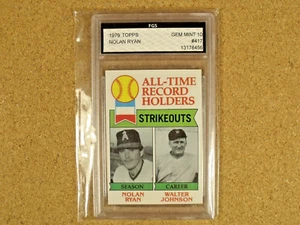 FGS
1979 TOPPS GEM MINT 10
NOLAN RYAN #417
13178456
ALL-TIME
RECORD
HOLDERS
STRIKEOUTS
SEASON CAREER
NOLAN WALTER
RYAN JOHNSON